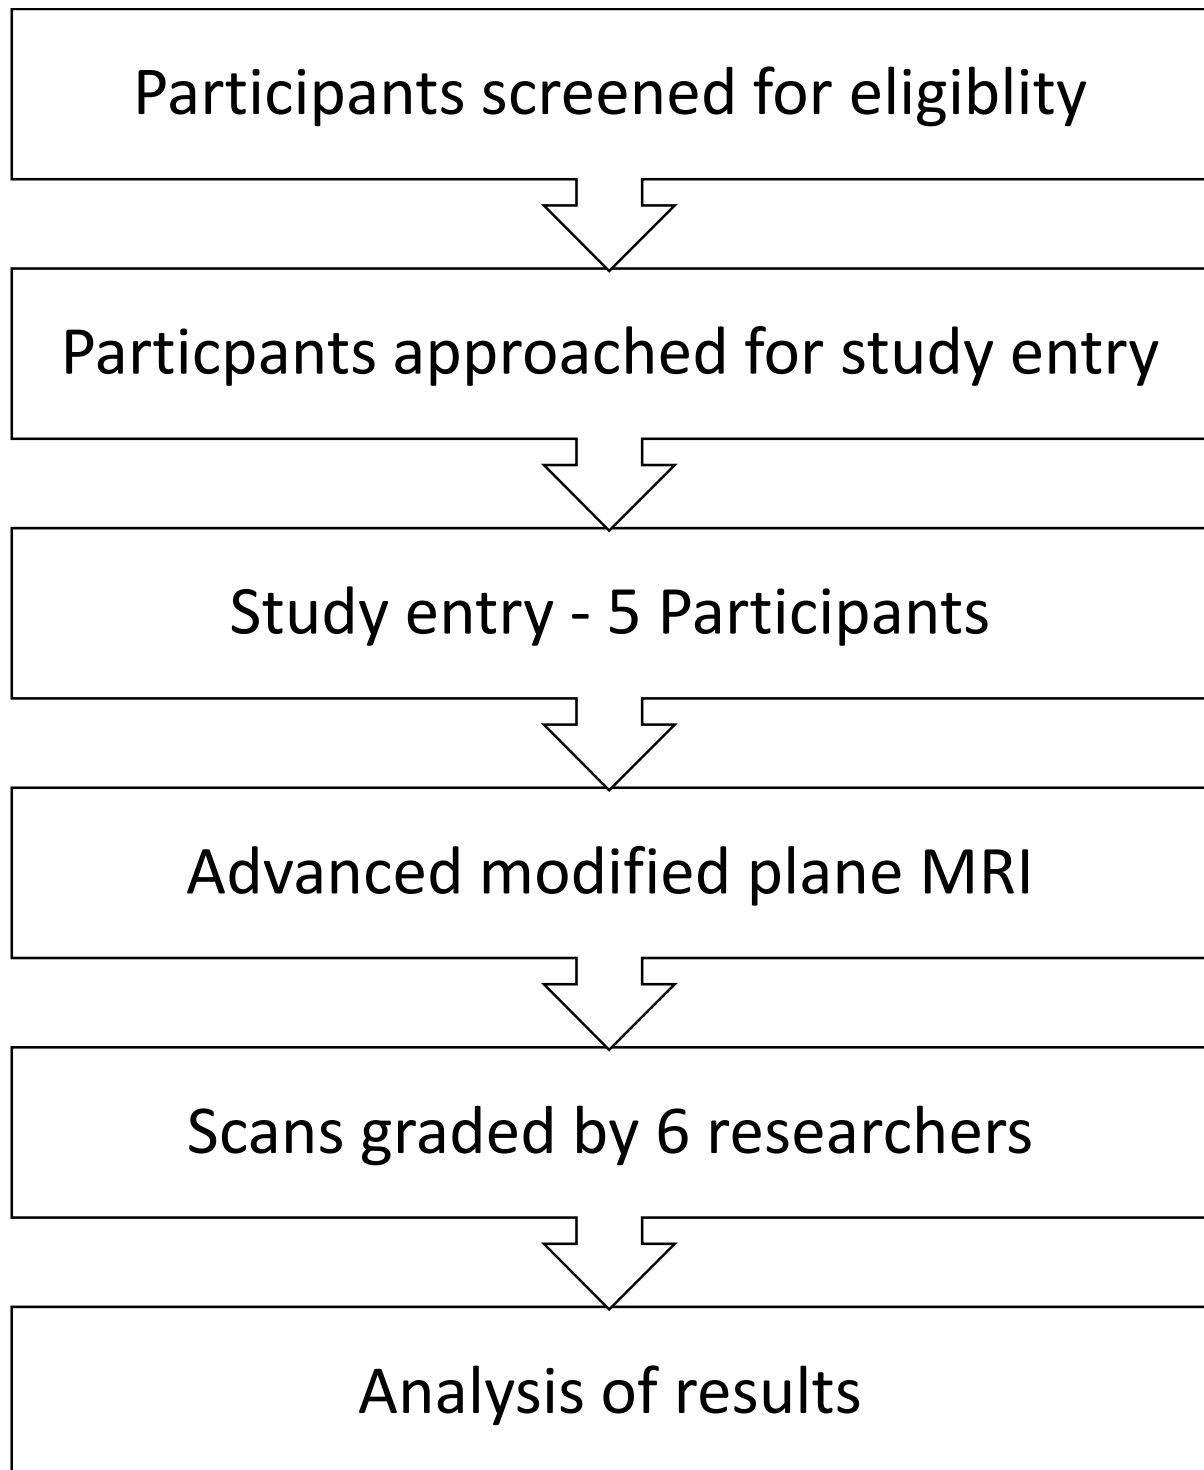 Participants screened for eligiblity
Particpants approached for study entry
Study entry - 5 Participants
Advanced modified plane MRI
Scans graded by 6 researchers
Analysis of results